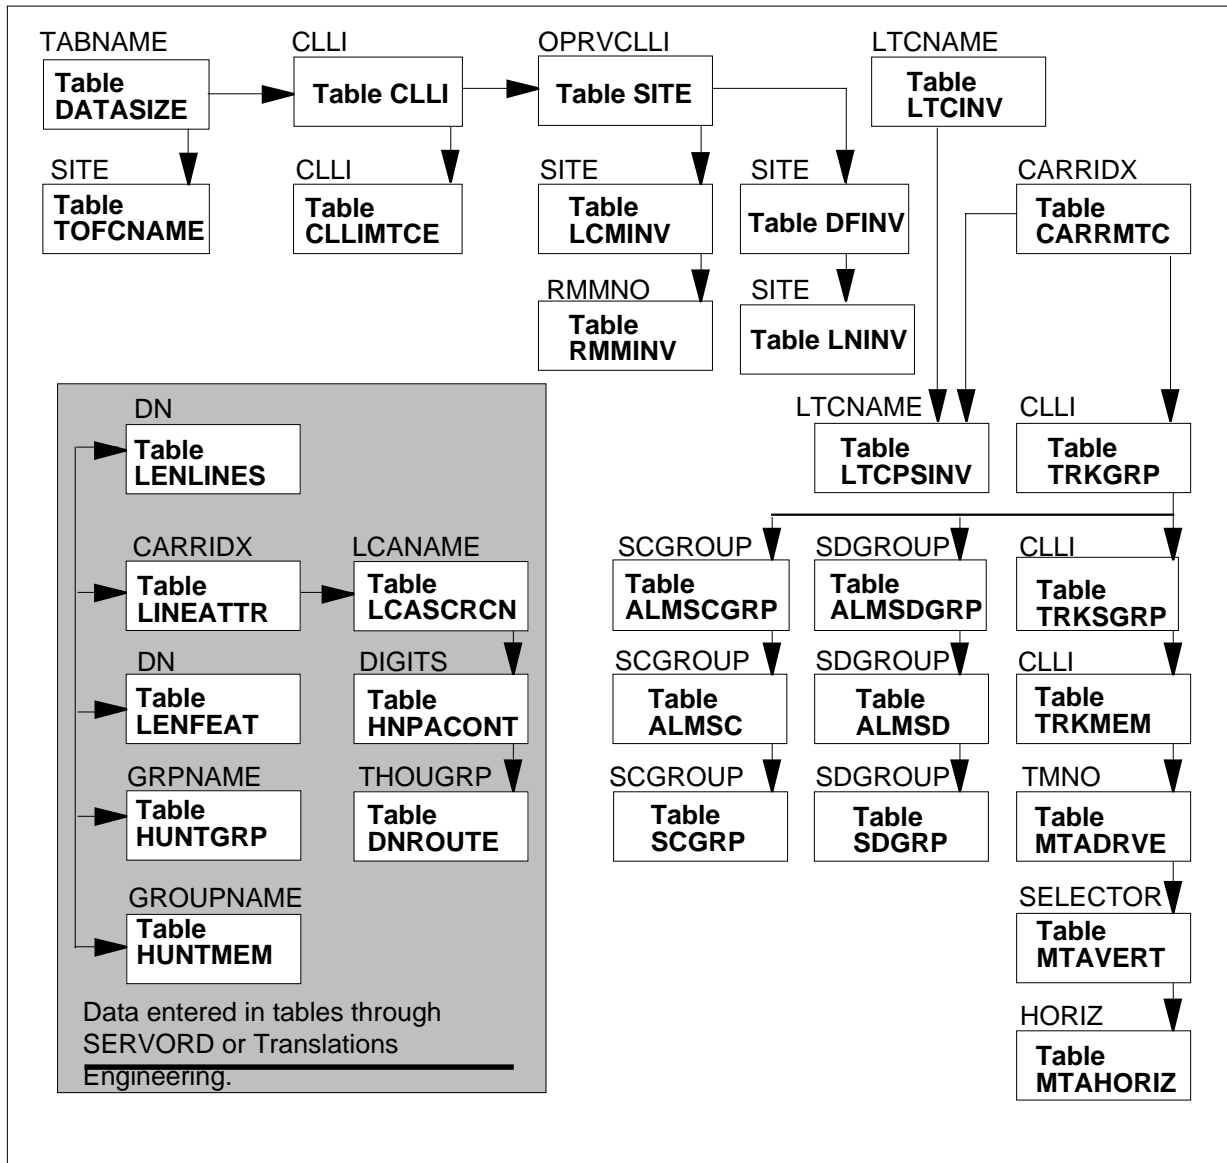 TABNAME
Table
DATASIZE
CLLI
Table CLLI
OPRVCLLI
Table SITE
LTCNAME
Table
LTCINV
SITE
Table
TOFCNAME
CLLI
Table
CLLIMTCE
SITE
Table
LCMINV
SITE
Table DFINV
CARRIDX
Table
CARRMTC
RMMNO
Table
RMMINV
SITE
Table LNINV
LTCNAME
Table
LTCPSINV
CLLI
Table
TRKGRP
DN
Table
LENLINES
CARRIDX
Table
LINEATTR
LCANAME
Table
LCASCRCN
DN
Table
LENFEAT
DIGITS
Table
HNPACONT
GRPNAME
Table
HUNTGRP
THOUGRP
Table
DNROUTE
GROUPNAME
Table
HUNTMEM
Data entered in tables through
SERVORD or Translations
Engineering.
SCGROUP
Table
ALMSCGRP
SDGROUP
Table
ALMSDGRP
CLLI
Table
TRKSGRP
SCGROUP
Table
ALMSC
SDGROUP
Table
ALMSD
CLLI
Table
TRKMEM
SCGROUP
Table
SCGRP
SDGROUP
Table
SDGRP
TMNO
Table
MTADRVE
SELECTOR
Table
MTAVERT
HORIZ
Table
MTAHORIZ